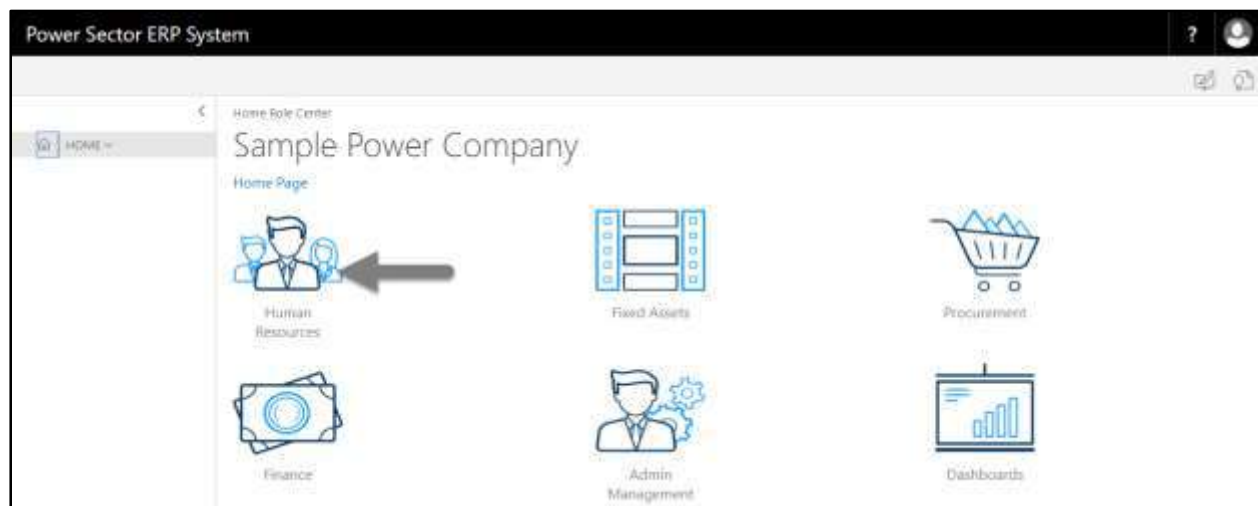 Power Sector ERP System
?
Home Role Center
HOME
Sample Power Company
Home Page
Human
Resources
Fixed Assets
Procurement
Finance
Admin
Management
Dashboards